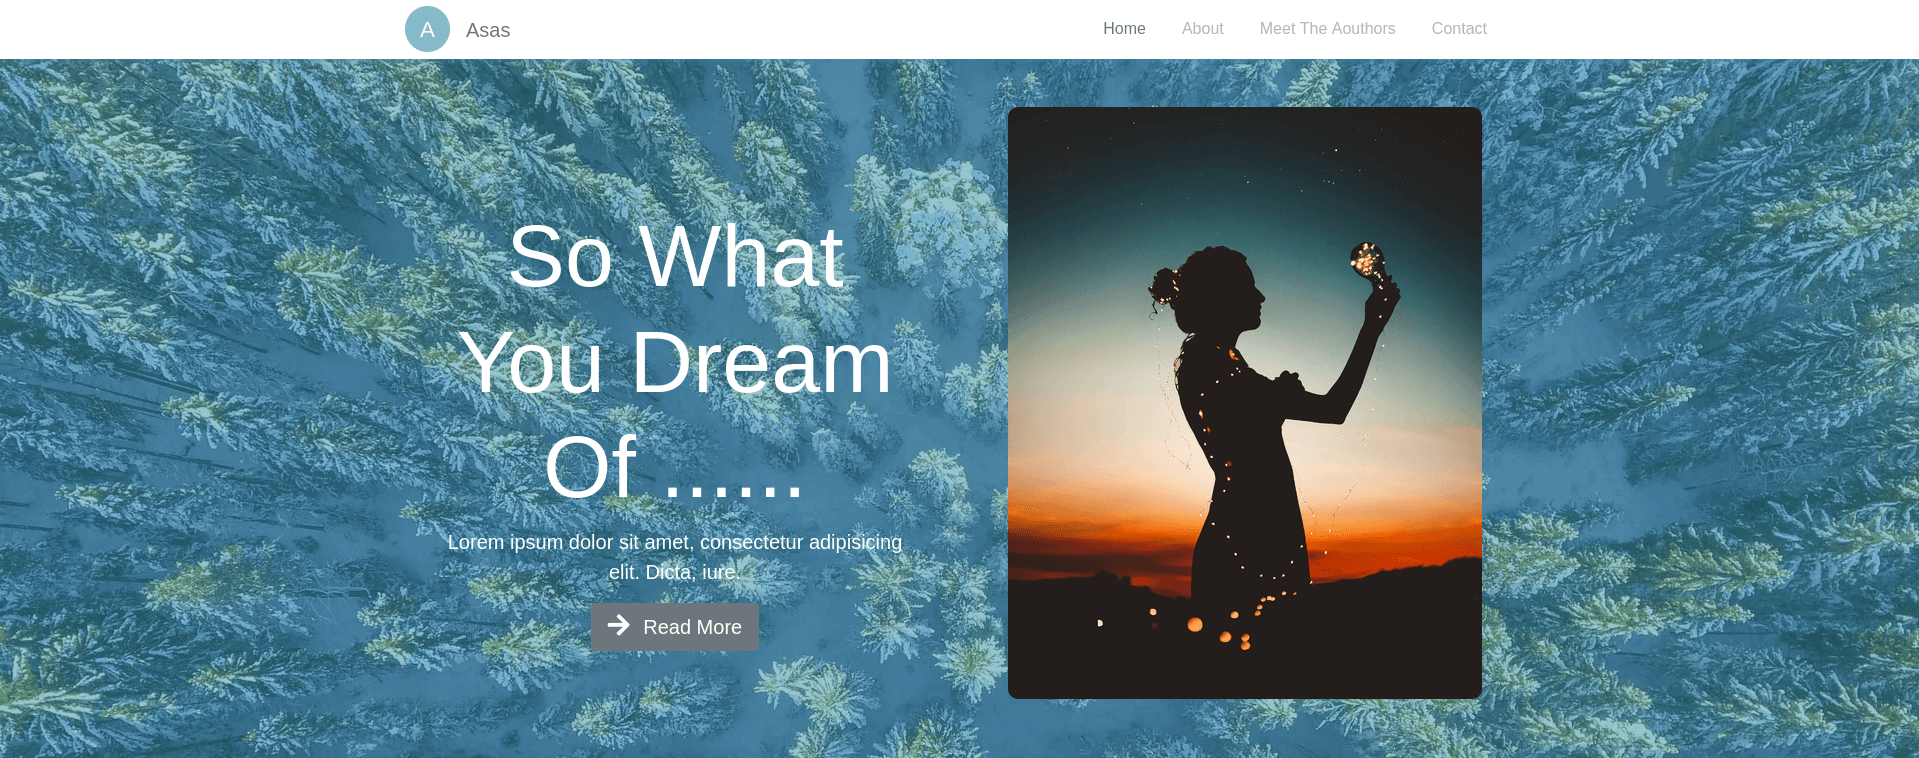 A
Asas
Home About Meet The Aouthors Contact
So What
You Dream
Of ......
Lorem ipsum dolor sit amet, consectetur adipisicing
elit. Dicta, iure.
Read More